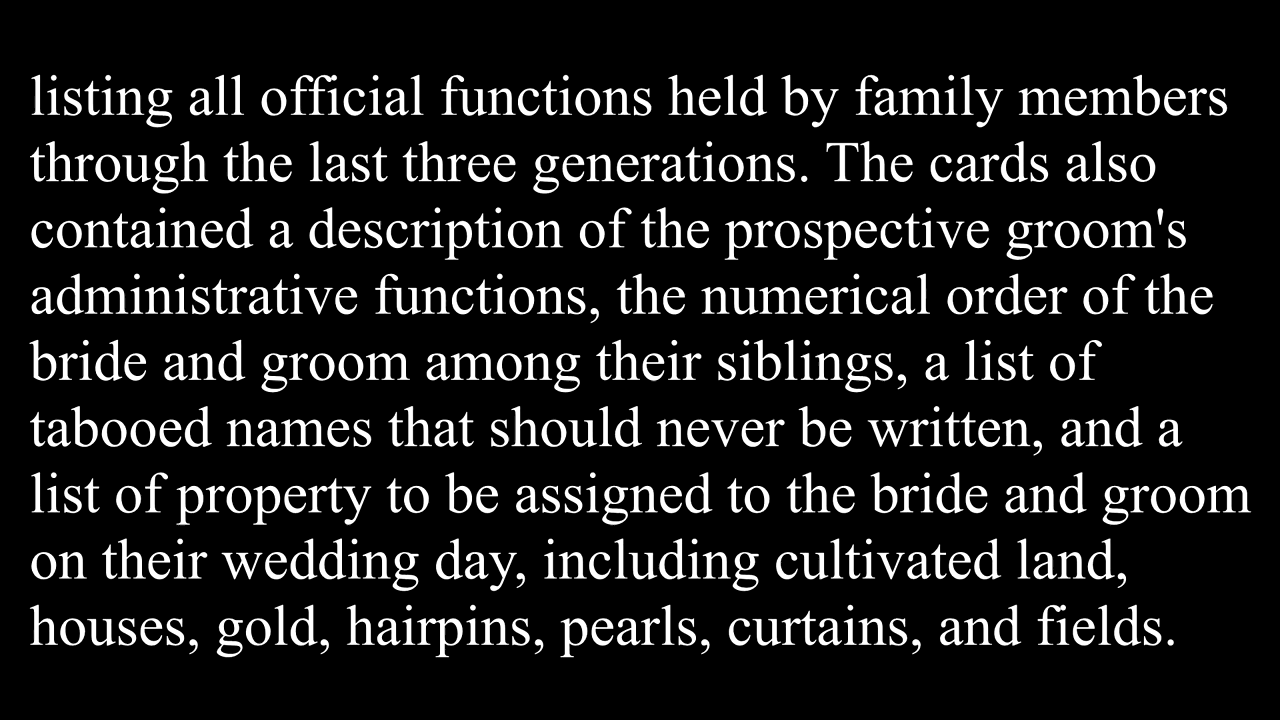 listing all official functions held by family members
through the last three generations. The cards also
contained a description of the prospective groom's
administrative functions, the numerical order of the
bride and groom among their siblings, a list of
tabooed names that should never be written, and a
list of property to be assigned to the bride and groom
on their wedding day, including cultivated land,
houses, gold, hairpins, pearls, curtains, and fields.